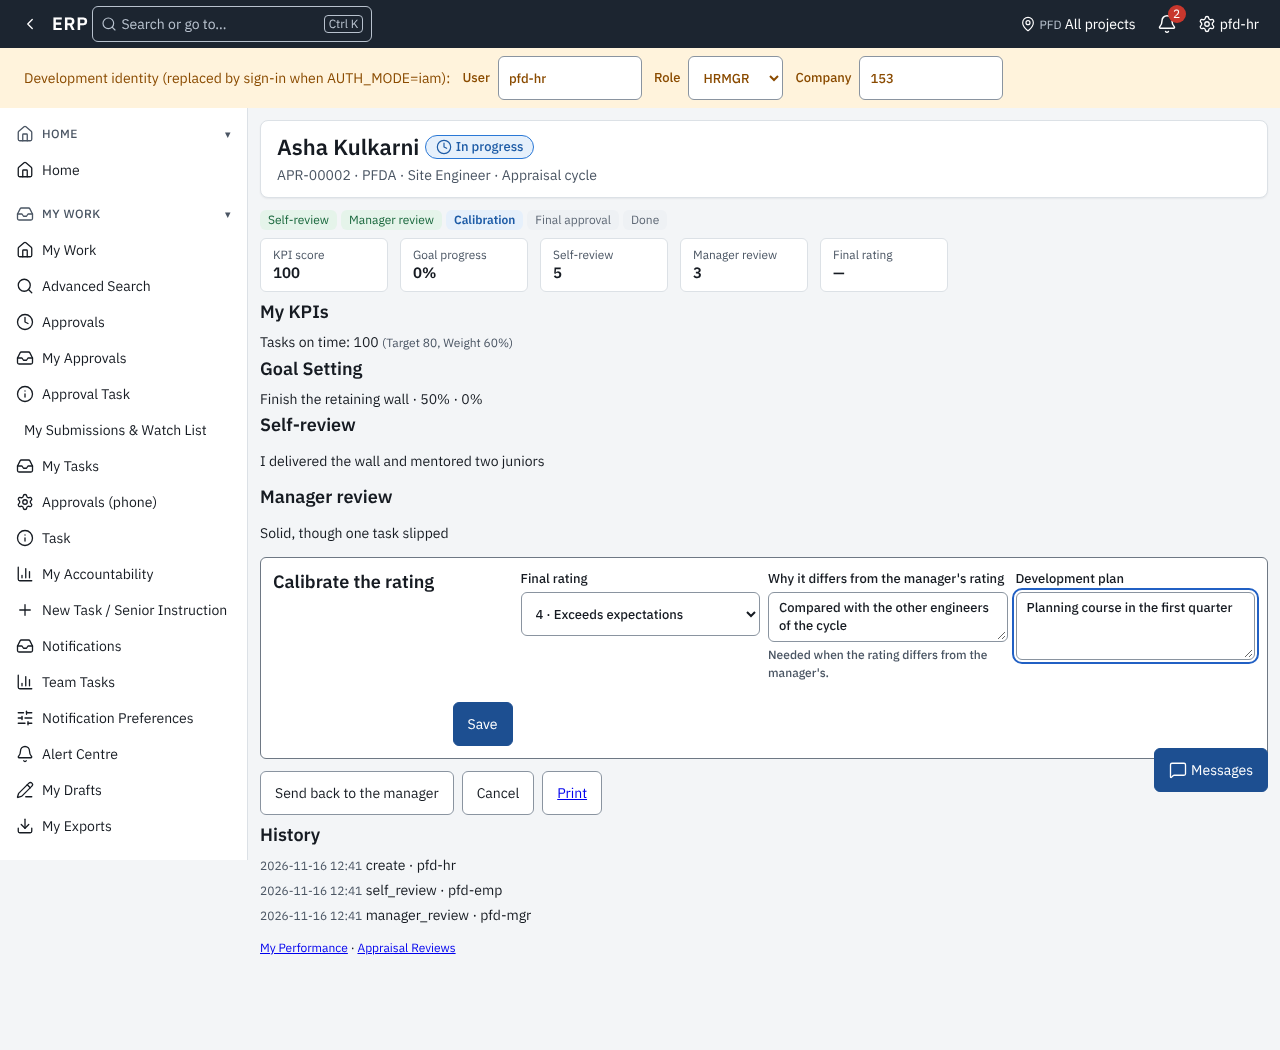 ERP
Search or go to...
Ctrl K
PFD All projects
2
pfd-hr
Development identity (replaced by sign-in when AUTH_MODE=iam):
User
pfd-hr
Role
HRMGR
Company
153
HOME
Home
MY WORK
My Work
Advanced Search
Approvals
My Approvals
Approval Task
My Submissions & Watch List
My Tasks
Approvals (phone)
Task
My Accountability
New Task / Senior Instruction
Notifications
Team Tasks
Notification Preferences
Alert Centre
My Drafts
My Exports
Asha Kulkarni
In progress
APR-00002 · PFDA · Site Engineer · Appraisal cycle
Self-review
Manager review
Calibration
Final approval
Done
KPI score
100
Goal progress
0%
Self-review
5
Manager review
3
Final rating
—
My KPIs
Tasks on time: 100 (Target 80, Weight 60%)
Goal Setting
Finish the retaining wall · 50% · 0%
Self-review
I delivered the wall and mentored two juniors
Manager review
Solid, though one task slipped
Calibrate the rating
Final rating
4 · Exceeds expectations
Why it differs from the manager's rating
Compared with the other engineers
of the cycle
Needed when the rating differs from the
manager's.
Development plan
Planning course in the first quarter
Save
Messages
Send back to the manager
Cancel
Print
History
2026-11-16 12:41 create · pfd-hr
2026-11-16 12:41 self_review · pfd-emp
2026-11-16 12:41 manager_review · pfd-mgr
My Performance · Appraisal Reviews